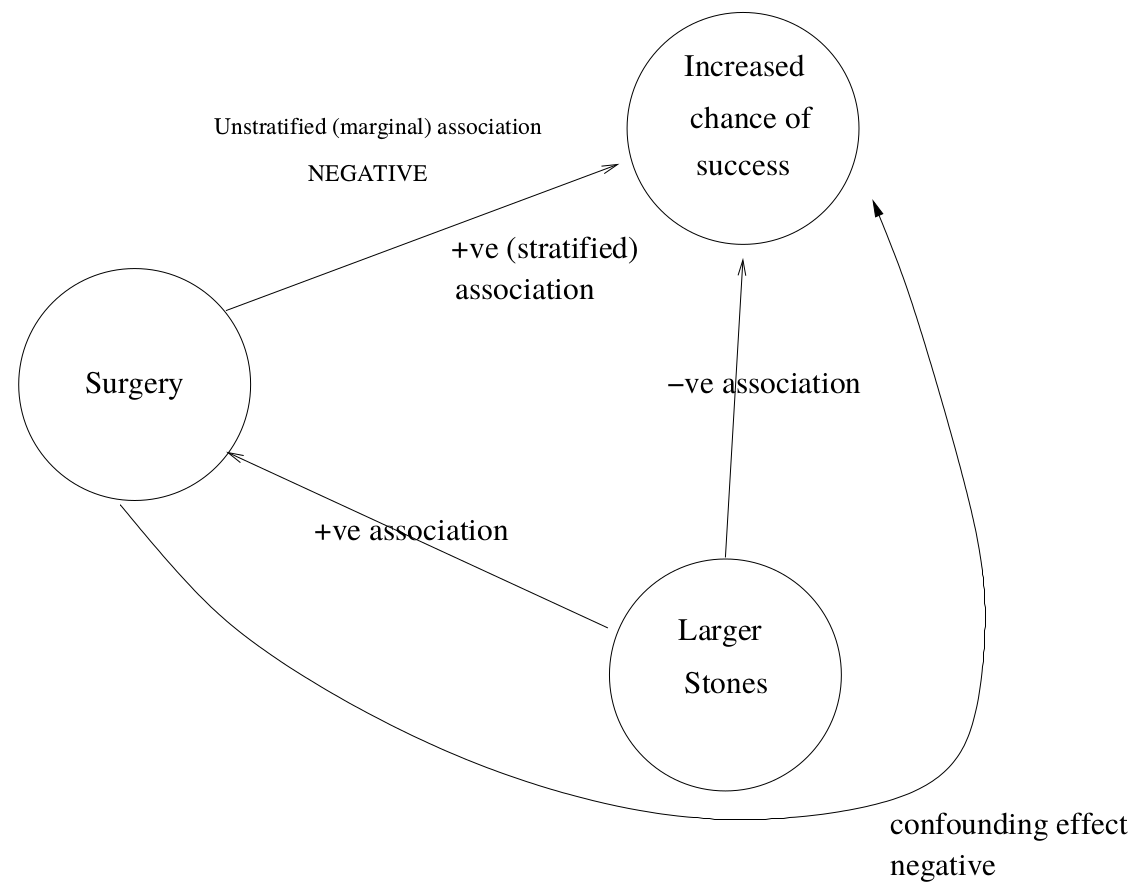 Increased
chance of
success
Unstratified (marginal) association
NEGATIVE
+ve (stratified)
association
Surgery
−ve association
+ve association
Larger
Stones
confounding effect
negative